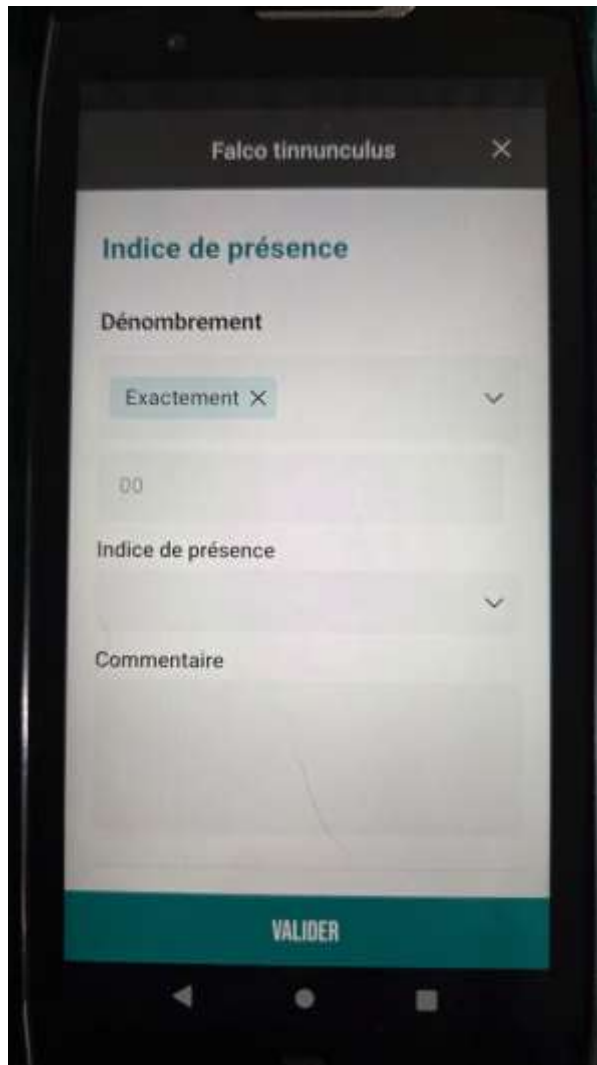 Falco tinnunculus
Indice de présence
Dénombrement
Exactement
00
Indice de présence
Commentaire
VALIDER